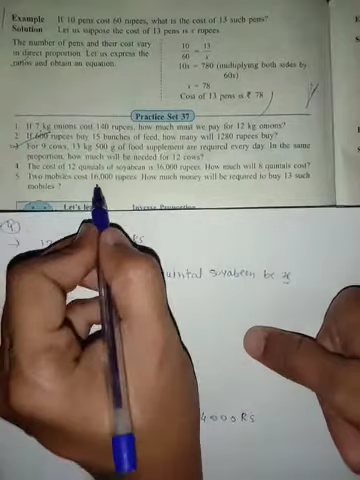 Example If 10 pens cost 60 rupees, what is the cost of 13 such pens?
Solution Let us suppose the cost of 13 pens is x rupees.
The number of pens and their cost vary
in direct proportion. Let us express the
ratios and obtain an equation.
10/60 = 13/x
10x = 780 (multiplying both sides by
60x)
x = 78
Cost of 13 pens is ₹ 78
Practice Set 37
1. If 7 kg onions cost 140 rupees, how much must we pay for 12 kg onions?
2. If 600 rupees buy 15 bunches of feed, how many will 1280 rupees buy?
For 9 cows, 13 kg 500 g of food supplement are required every day. In the same
proportion, how much will be needed for 12 cows?
4. The cost of 12 quintals of soyabean is 36,000 rupees. How much will 8 quintals cost?
5. Two mobiles cost 16,000 rupees. How much money will be required to buy 13 such
mobiles ?
Let's Inverse Proportion
Rs
quintal Soyabeen be x
4000 Rs